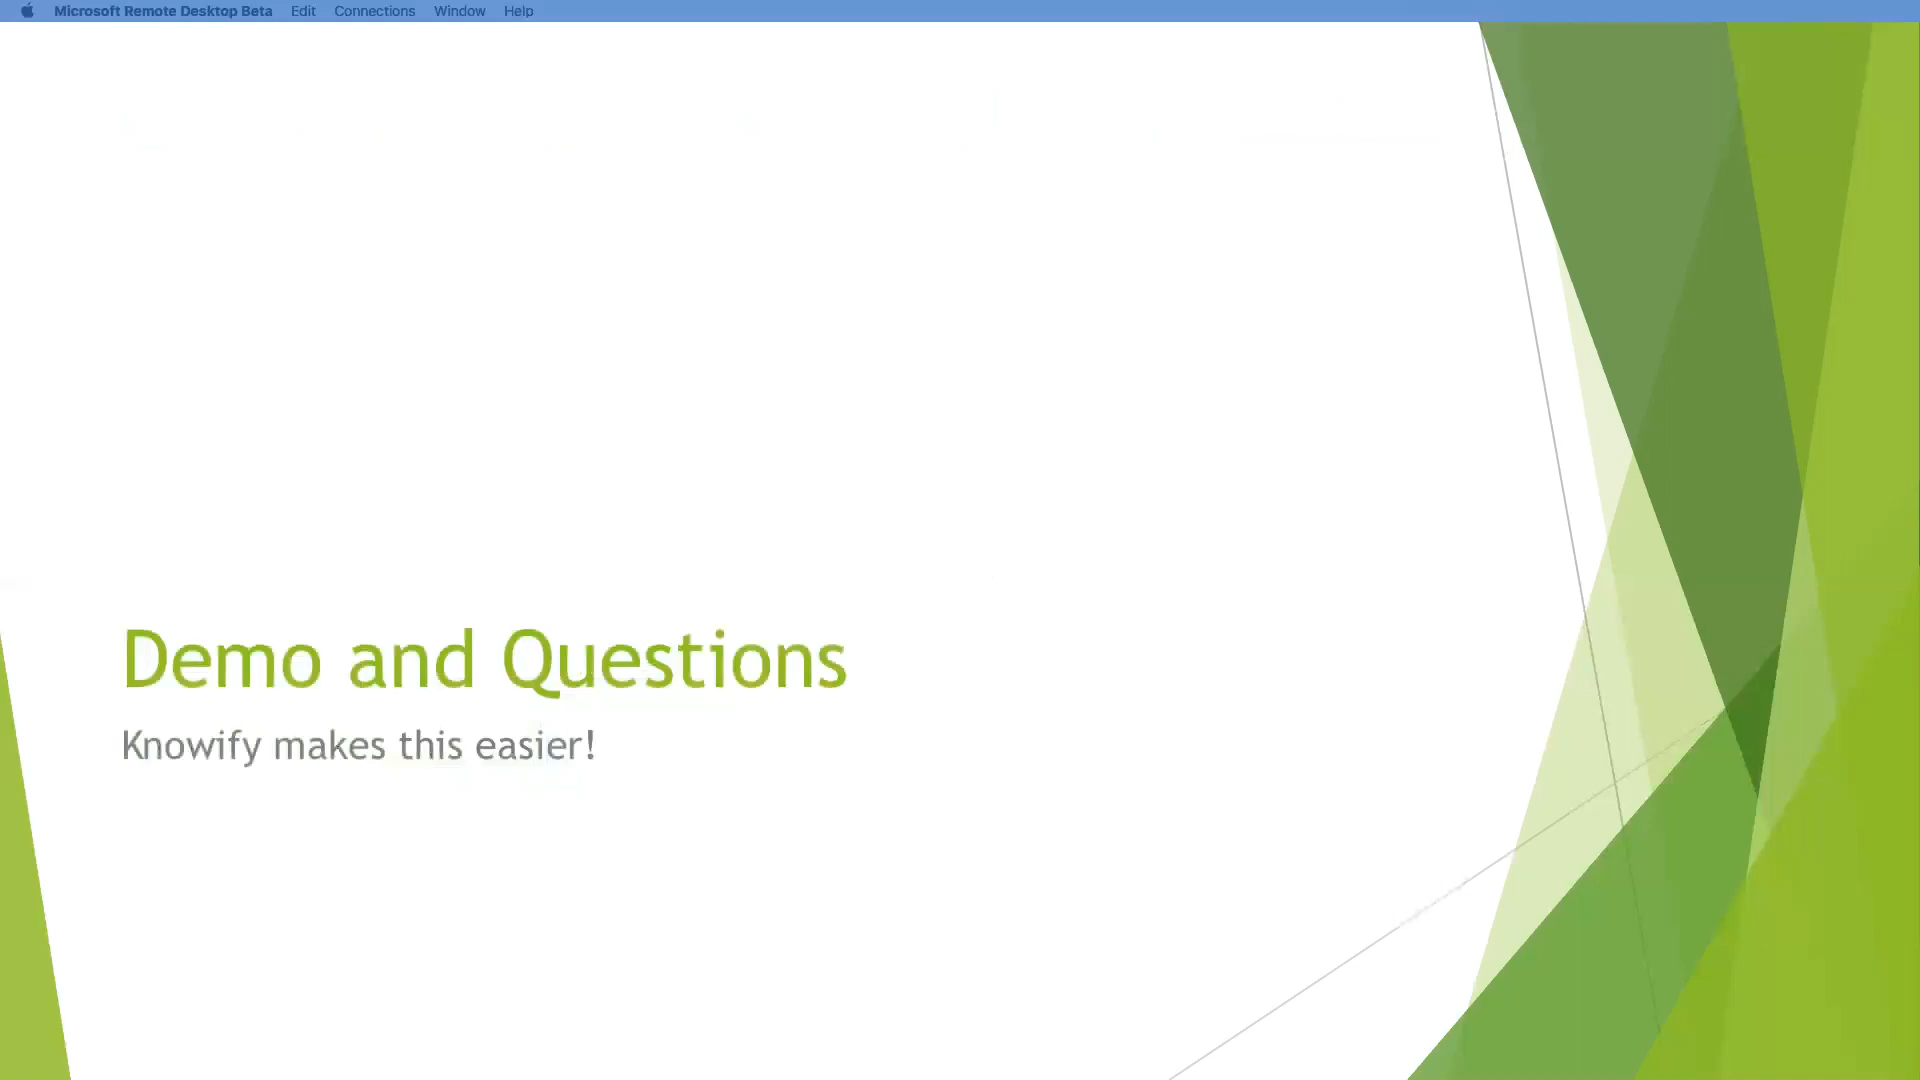 Microsoft Remote Desktop Beta Edit Connections Window Help
Demo and Questions
Knowify makes this easier!